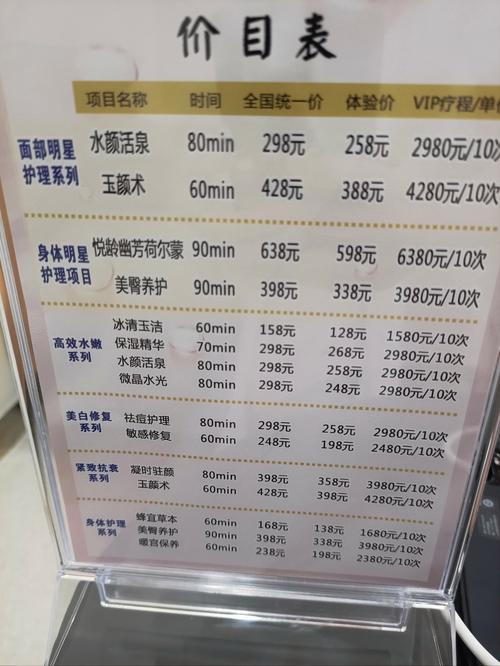 价目表
项目名称 时间 全国统一价 体验价 VIP疗程/单价
面部明星
护理系列
水颜活泉 80min 298元 258元 2980元/10次
玉颜术 60min 428元 388元 4280元/10次
身体明星
护理项目
悦龄幽芳荷尔蒙 90min 638元 598元 6380元/10次
美臀养护 90min 398元 338元 3980元/10次
高效水嫩
系列
冰清玉洁 60min 158元 128元 1580元/10次
保湿精华 70min 298元 268元 2980元/10次
水颜活泉 80min 298元 258元 2980元/10次
微晶水光 80min 298元 248元 2980元/10次
美白修复
系列
祛痘护理 80min 298元 258元 2980元/10次
敏感修复 60min 248元 198元 2480元/10次
紧致抗衰
系列
凝时驻颜 80min 398元 358元 3980元/10次
玉颜术 60min 428元 398元 4280元/10次
身体护理
系列
蜂宜草本 60min 168元 138元 1680元/10次
美臀养护 90min 398元 338元 3980元/10次
暖宫保养 60min 238元 198元 2380元/10次